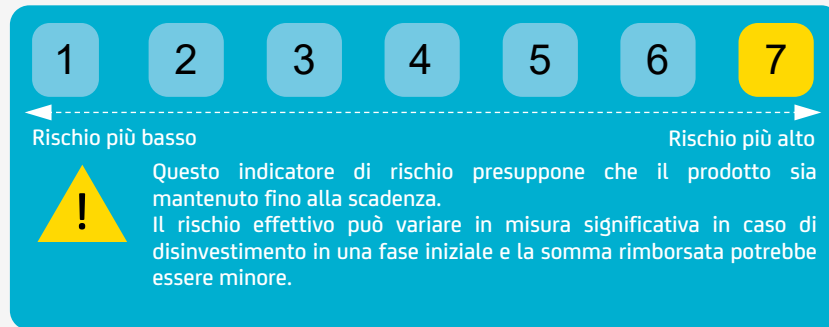 1 2 3 4 5 6 7
Rischio più basso Rischio più alto
Questo indicatore di rischio presuppone che il prodotto sia
mantenuto fino alla scadenza.
!
Il rischio effettivo può variare in misura significativa in caso di
disinvestimento in una fase iniziale e la somma rimborsata potrebbe
essere minore.